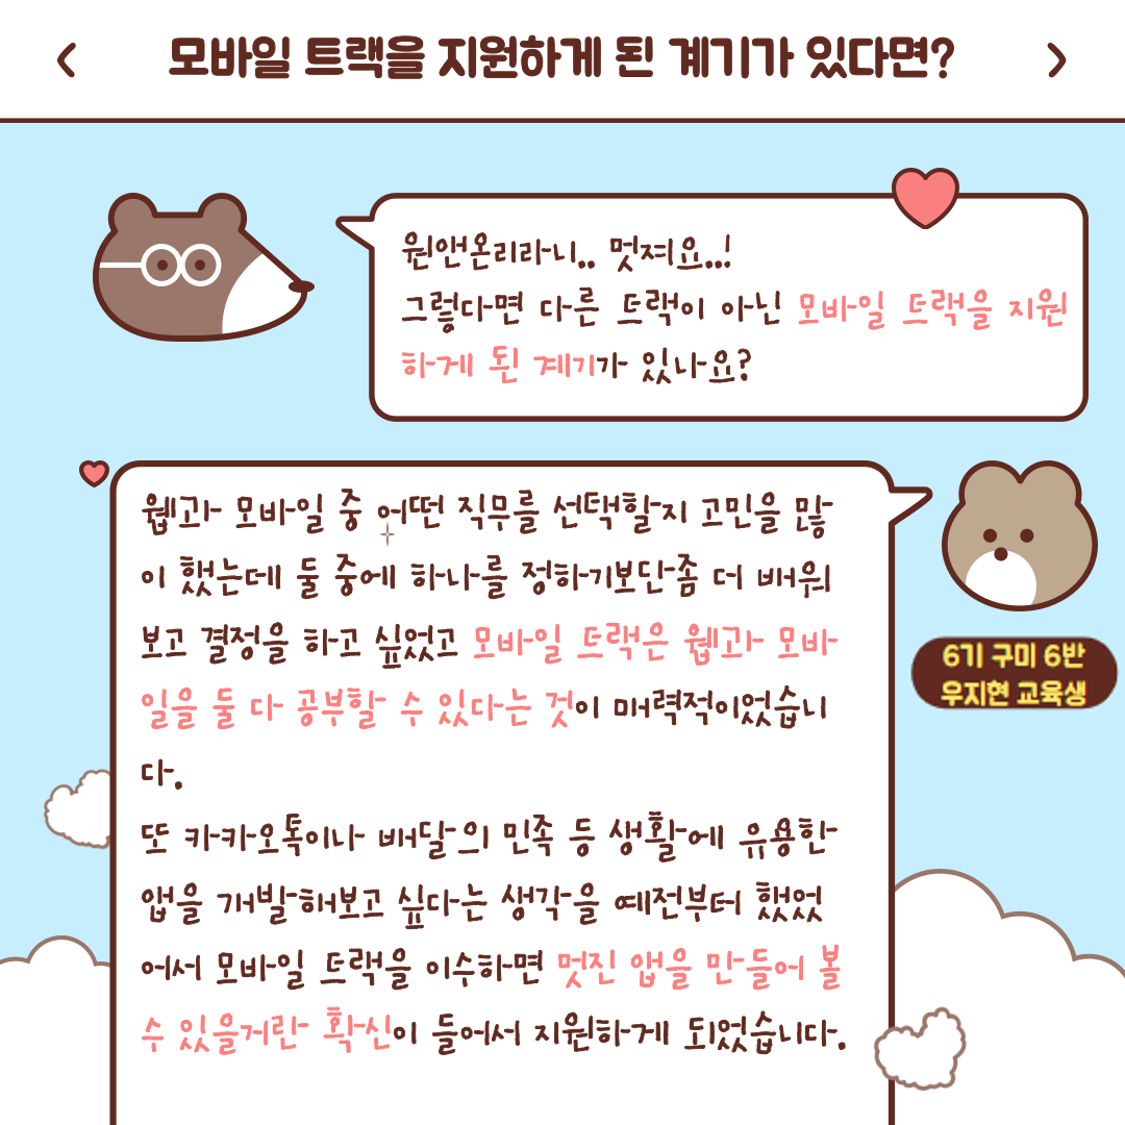 모바일 트랙을 지원하게 된 계기가 있다면?
원앤온리라니.. 멋져요...!
그렇다면 다른 트랙이 아닌 모바일 트랙을 지원
하게 된 계기가 있나요?
웹과 모바일 중 어떤 직무를 선택할지 고민을 많
이 했는데 둘 중에 하나를 정하기보단 좀 더 배워
보고 결정을 하고 싶었고 모바일 트랙은 웹과 모바
일을 둘 다 공부할 수 있다는 것이 매력적이었습니
다.
또 카카오톡이나 배달의 민족 등 생활에 유용한
앱을 개발해보고 싶다는 생각을 예전부터 했었
어서 모바일 트랙을 이수하면 멋진 앱을 만들어 볼
수 있을거란 확신이 들어서 지원하게 되었습니다.
6기 구미 6반
우지현 교육생